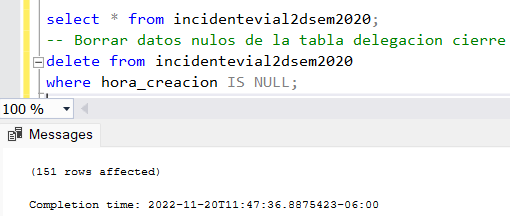 select * from incidentevial2dsem2020;
-- Borrar datos nulos de la tabla delegacion cierre
delete from incidentevial2dsem2020
where hora_creacion IS NULL;
100 %
Messages
(151 rows affected)
Completion time: 2022-11-20T11:47:36.8875423-06:00